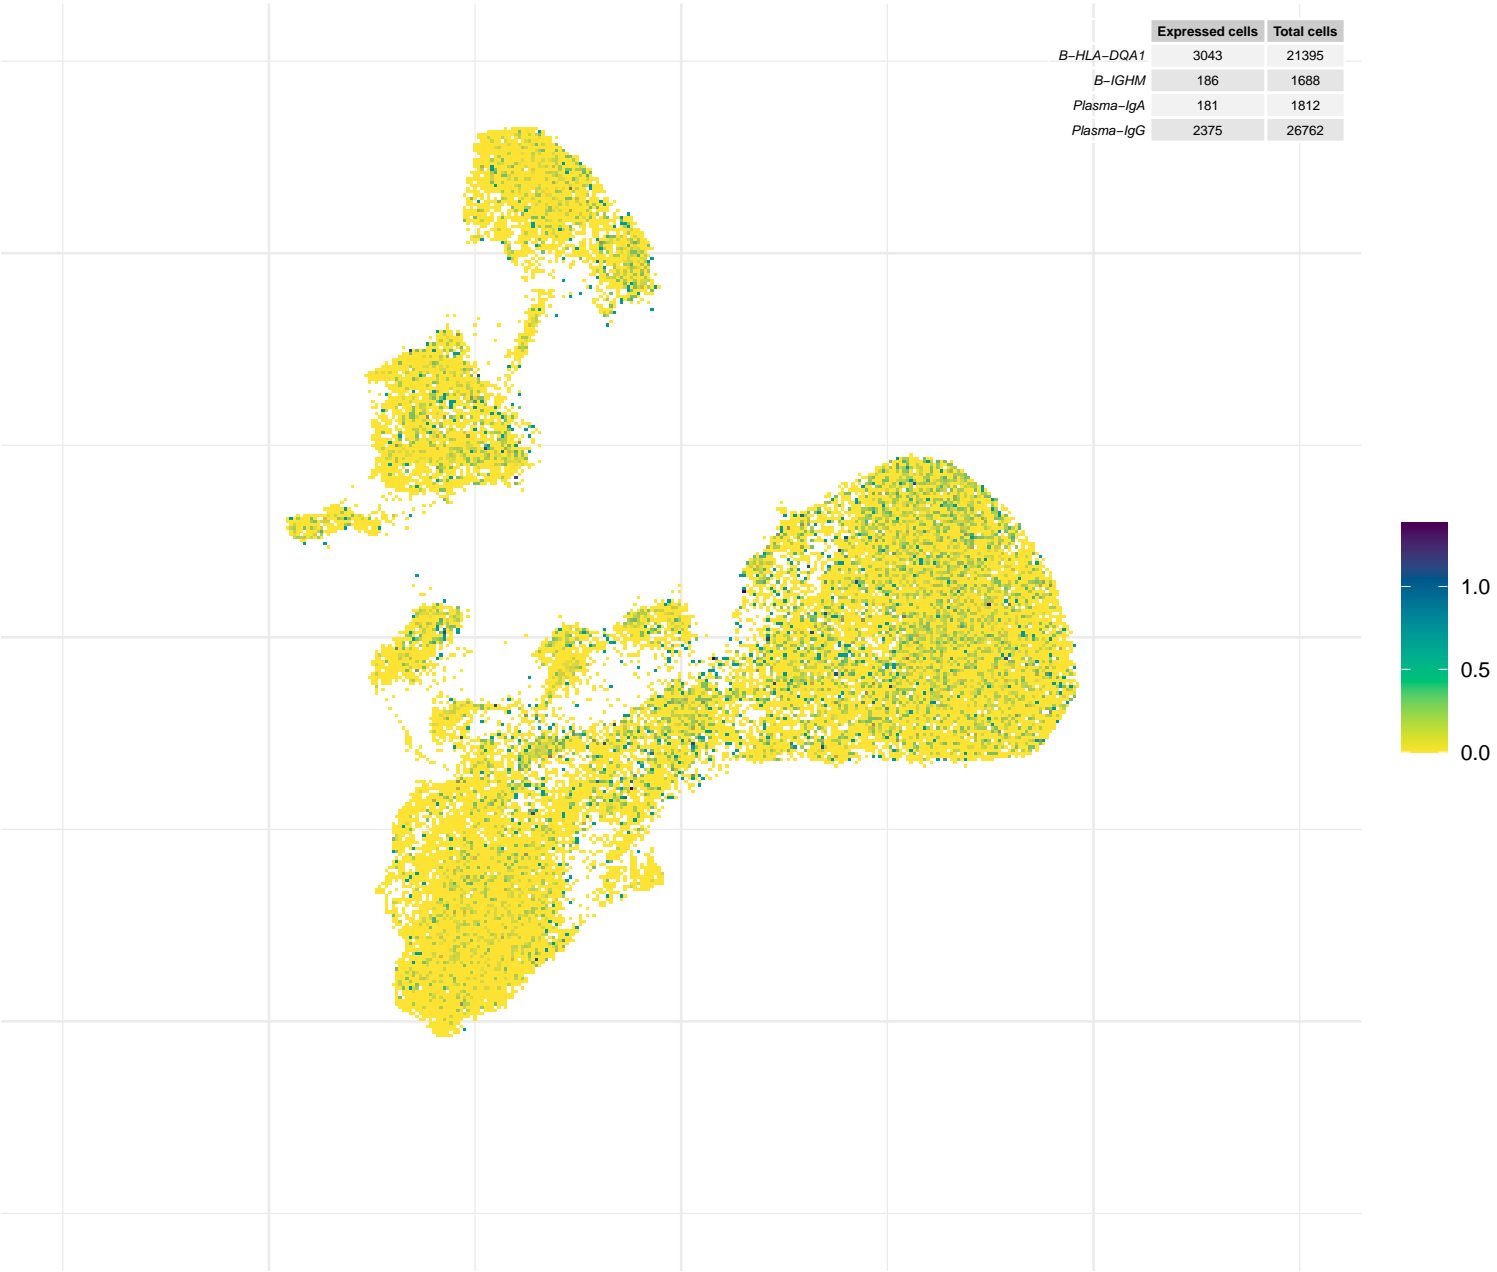 Expressed cells Total cells
B-HLA-DQA1 3043 21395
B-IGHM 186 1688
Plasma-IgA 181 1812
Plasma-IgG 2375 26762
1.0
0.5
0.0